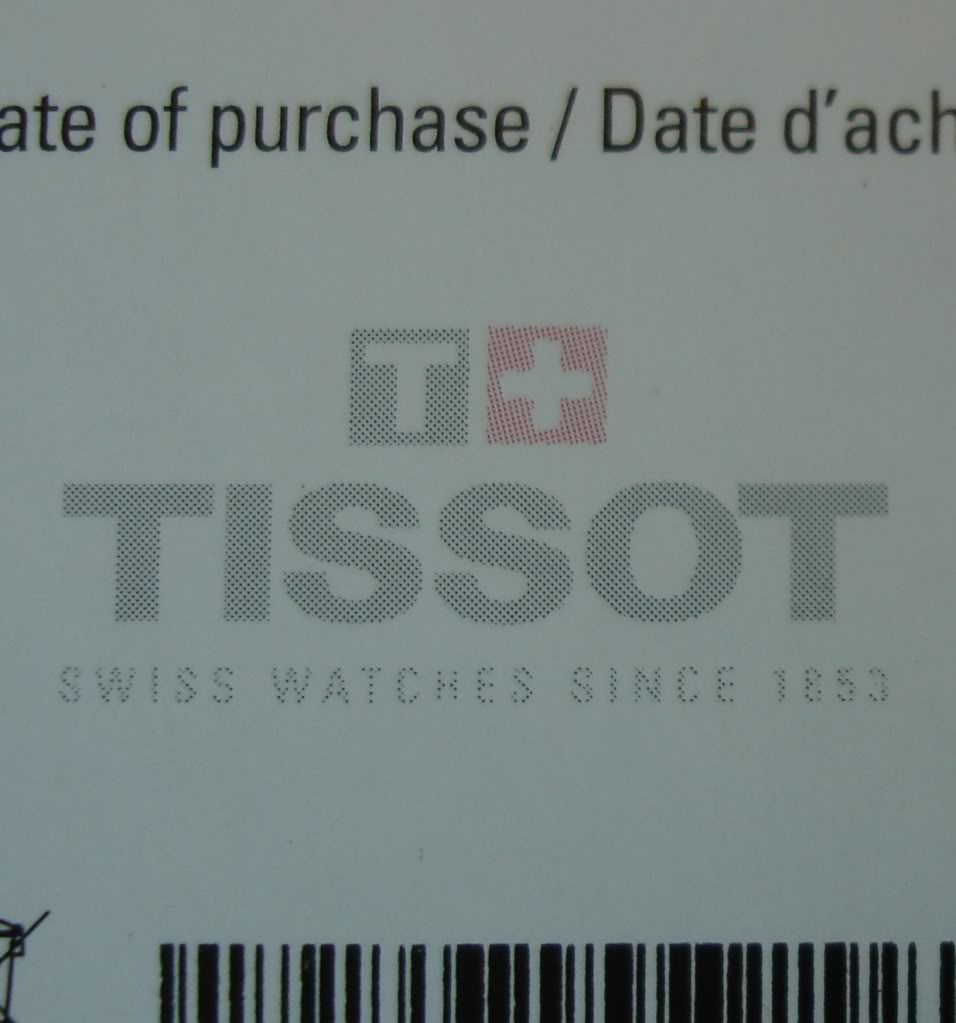 ate of purchase / Date d'ach
T+
TISSOT
SWISS WATCHES SINCE 1853